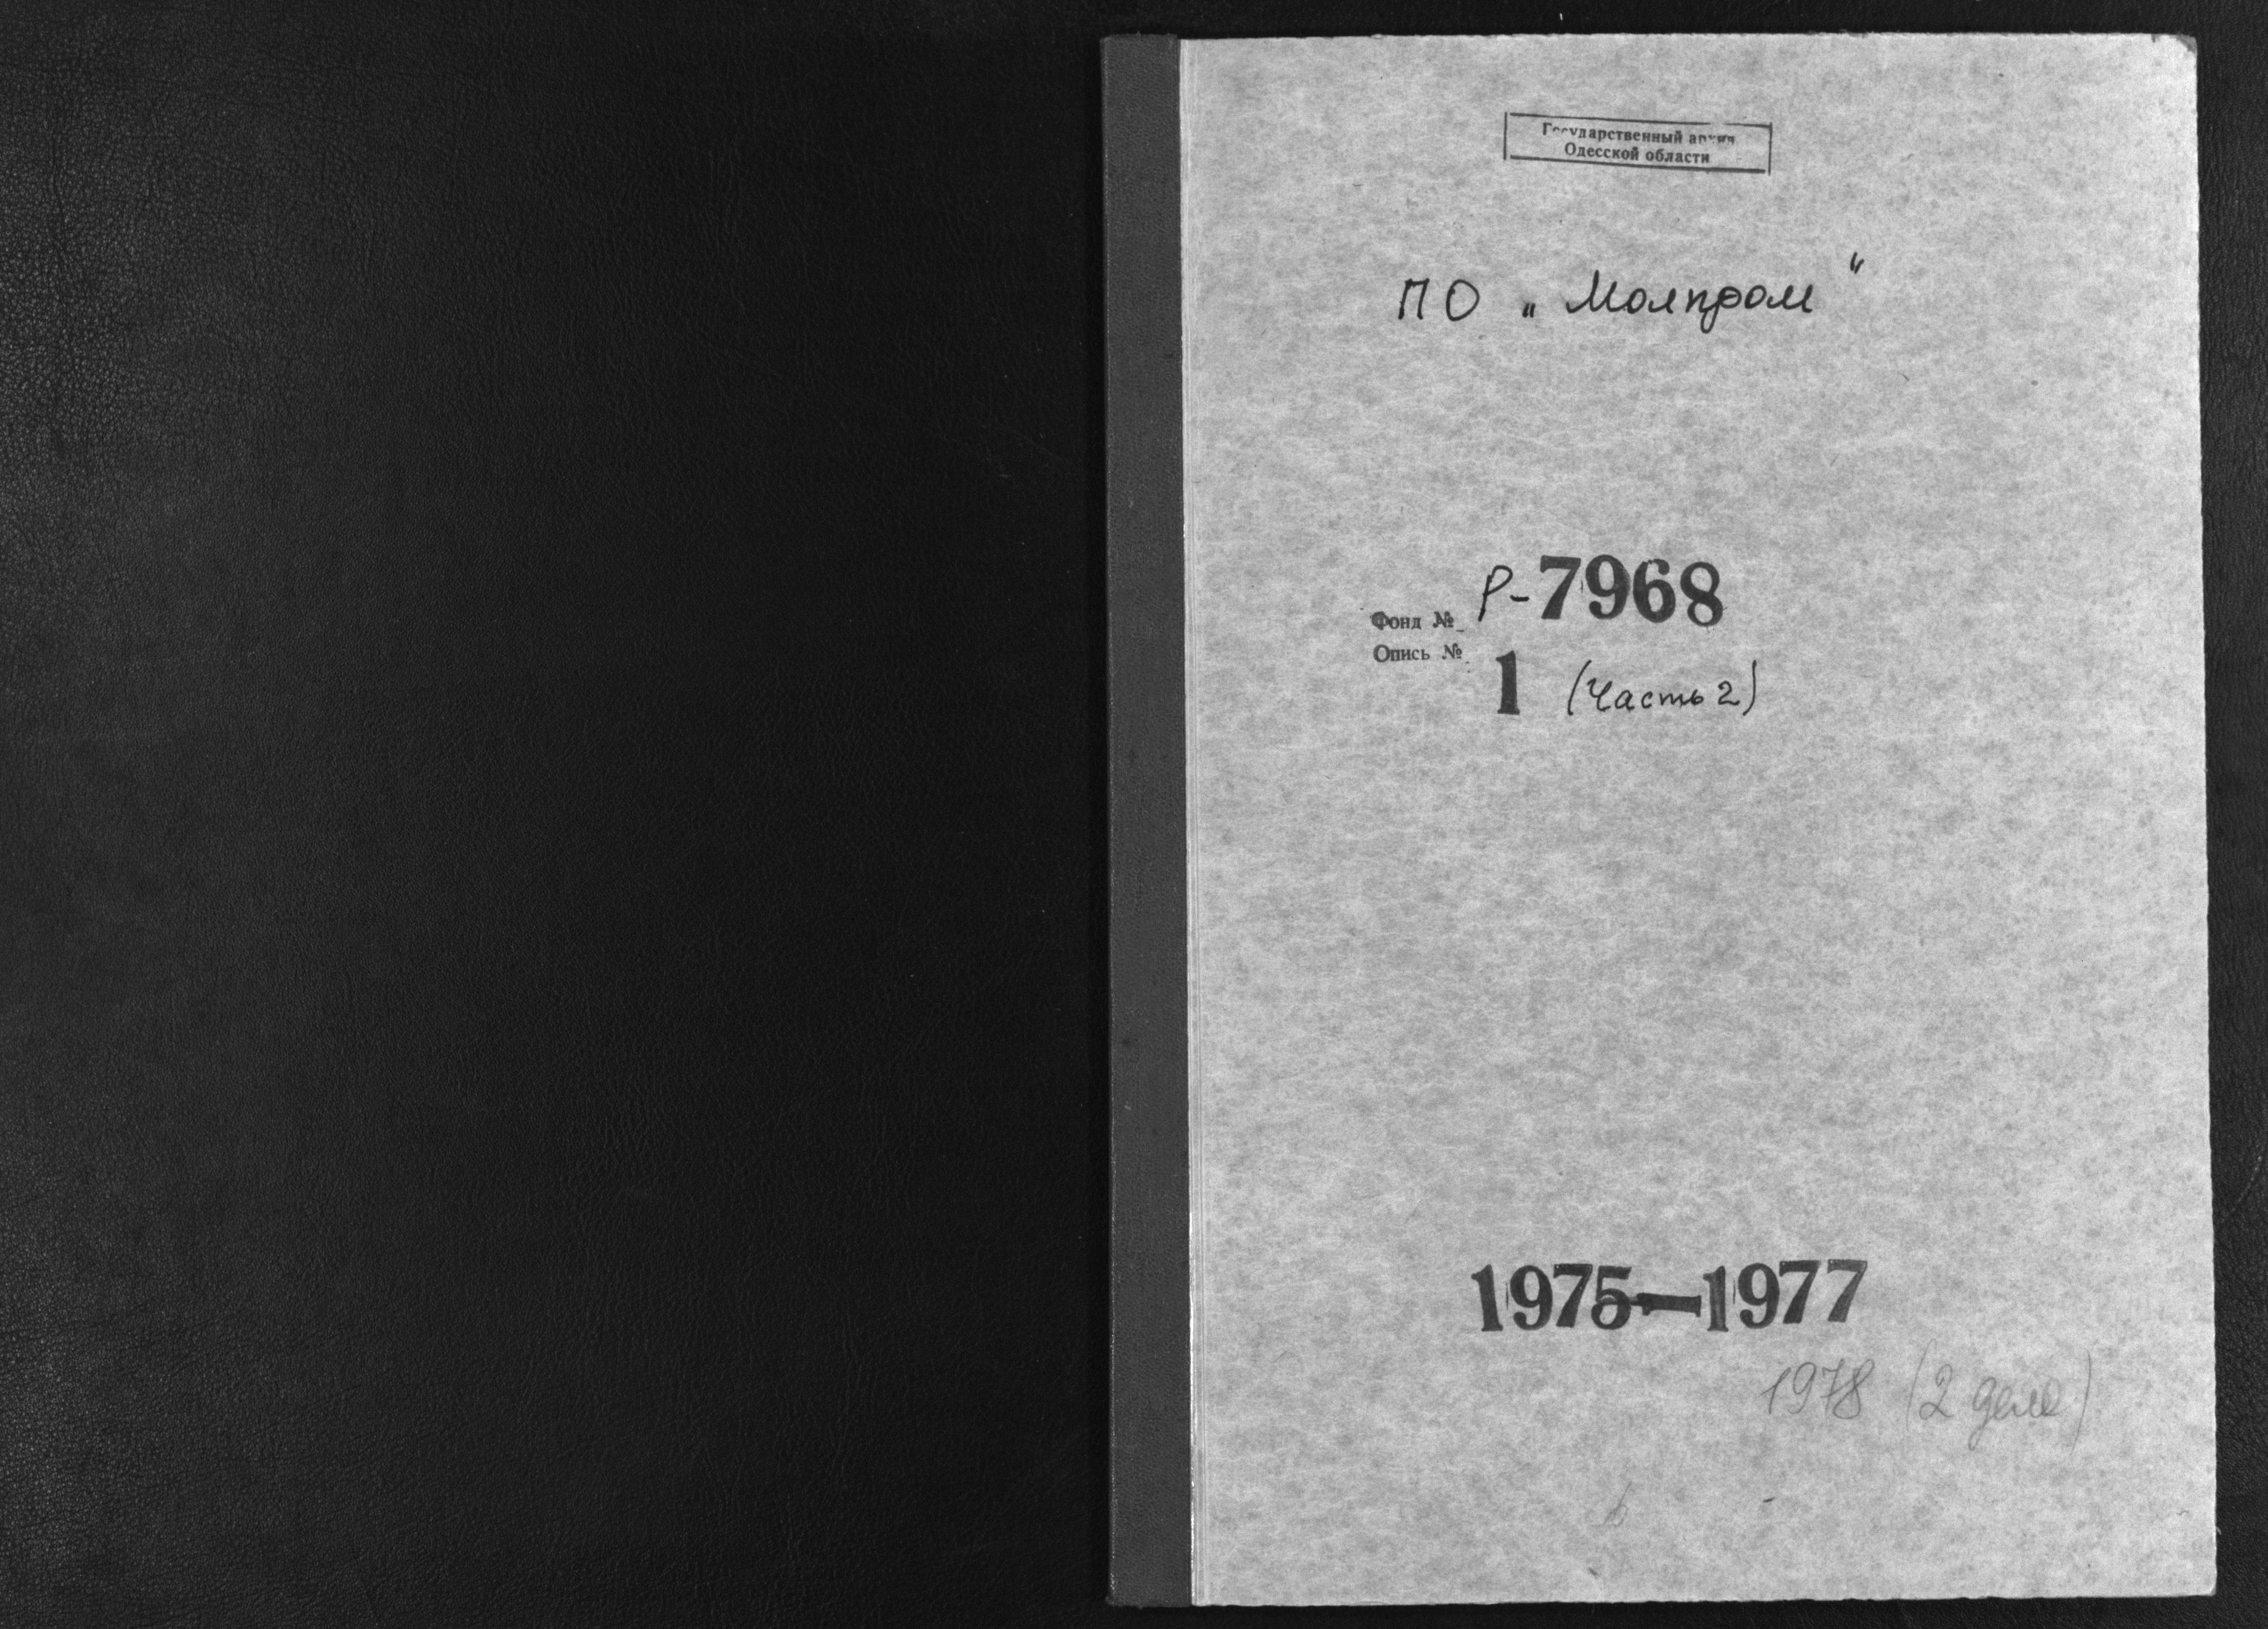 Государственный архив
Одесской области
ПО „Молпром"
Фонд № Р-7968
Опись № 1 (Часть 2)
1975—1977
1978 (2 дела)